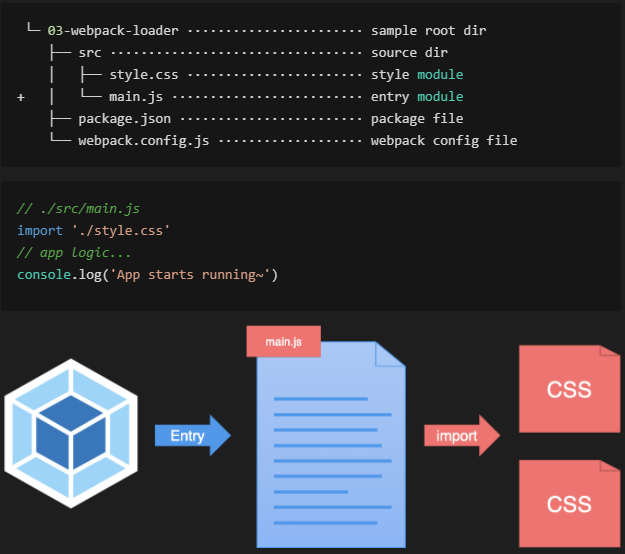 └─ 03-webpack-loader ······················· sample root dir
   ├── src ································· source dir
   │   ├── style.css ······················· style module
+  │   └── main.js ························· entry module
   ├── package.json ························ package file
   └── webpack.config.js ··················· webpack config file
// ./src/main.js
import './style.css'
// app logic...
console.log('App starts running~')
main.js
Entry
import
CSS
CSS